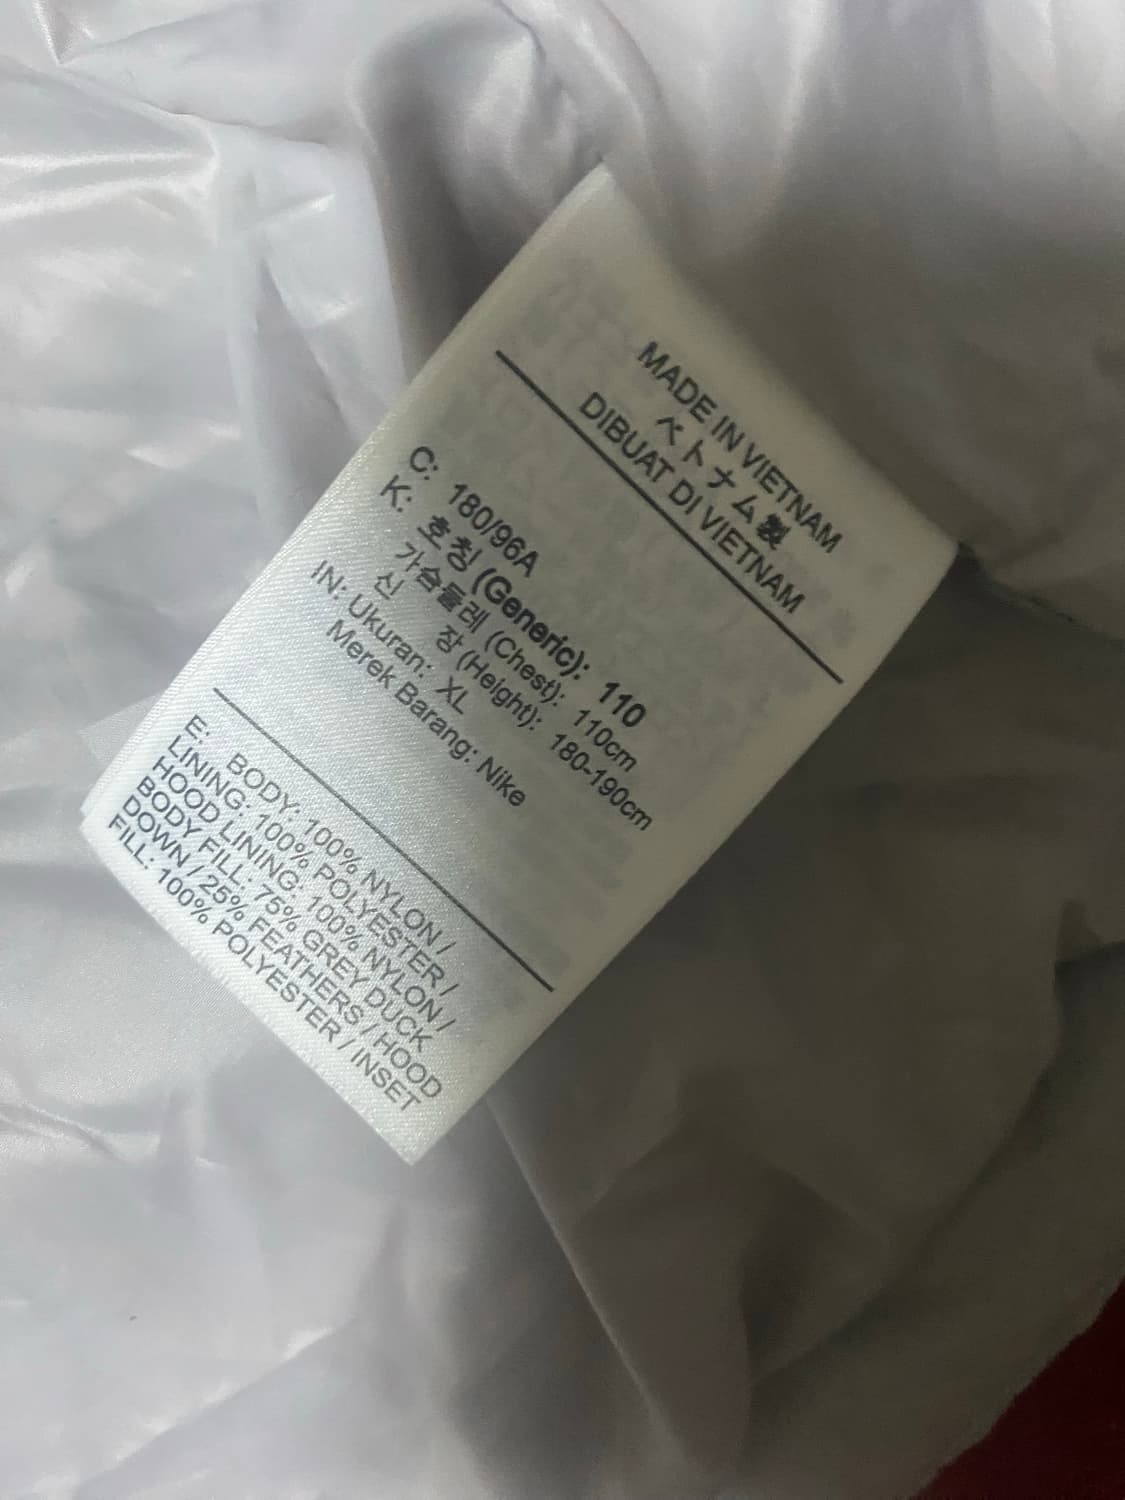 MADE IN VIETNAM
ベトナム製
DIBUAT DI VIETNAM
C: 180/96A
K: 호칭 (Generic): 110
가슴둘레 (Chest): 110cm
신 장 (Height): 180-190cm
IN: Ukuran: XL
Merek Barang: Nike
E: BODY: 100% NYLON /
LINING: 100% POLYESTER /
HOOD LINING: 100% NYLON /
BODY FILL: 75% GREY DUCK
DOWN / 25% FEATHERS / HOOD
FILL: 100% POLYESTER / INSET